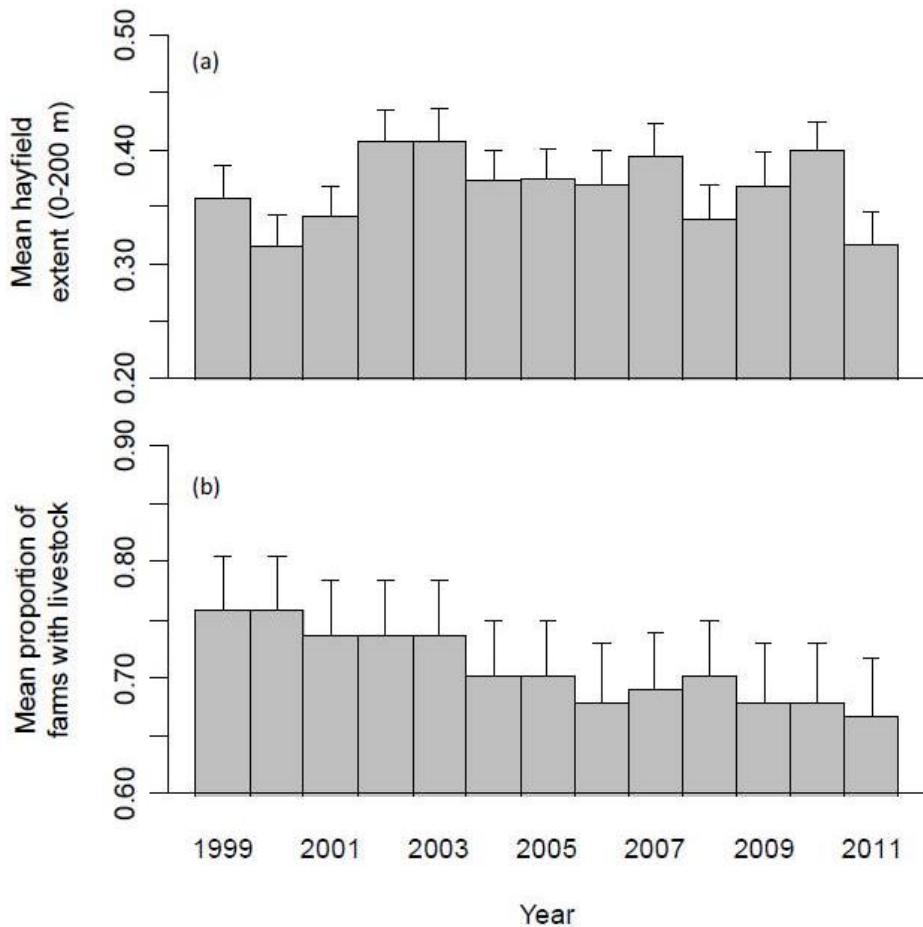 (a)
Mean hayfield
extent (0-200 m)
0.50
0.40
0.30
0.20
(b)
Mean proportion of
farms with livestock
0.90
0.80
0.70
0.60
1999 2001 2003 2005 2007 2009 2011
Year